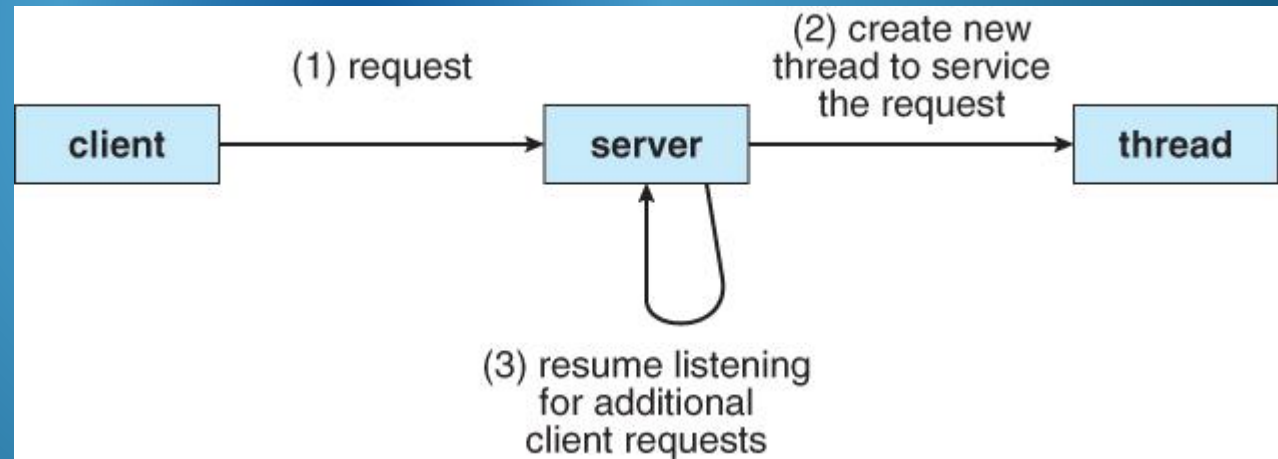 (1) request
(2) create new
thread to service
the request
client
server
thread
(3) resume listening
for additional
client requests